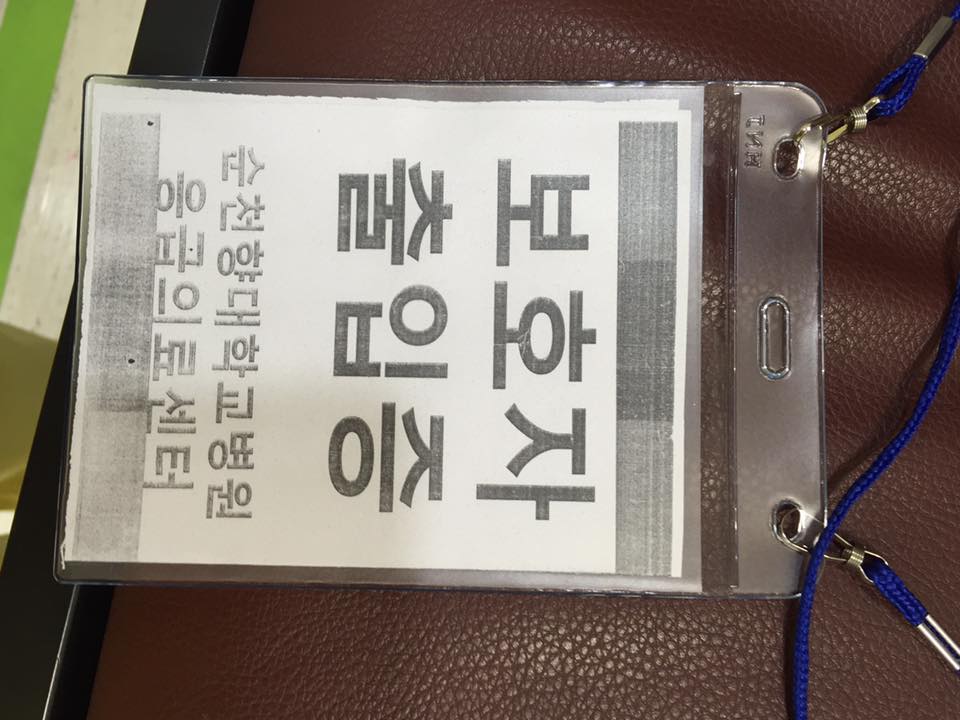 보호자
출입증
순천향대학교병원
응급의료센터